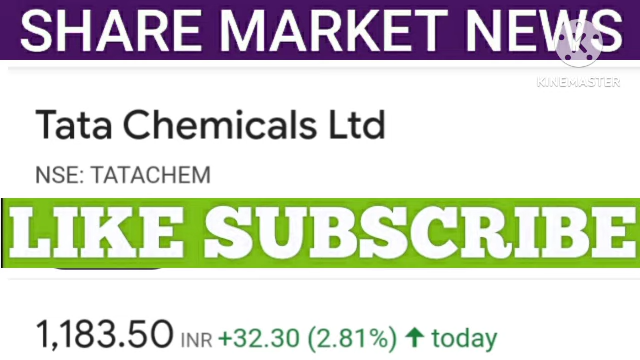 SHARE MARKET NEWS
KINEMASTER
Tata Chemicals Ltd
NSE: TATACHEM
LIKE SUBSCRIBE
1,183.50 INR +32.30 (2.81%) ↑ today